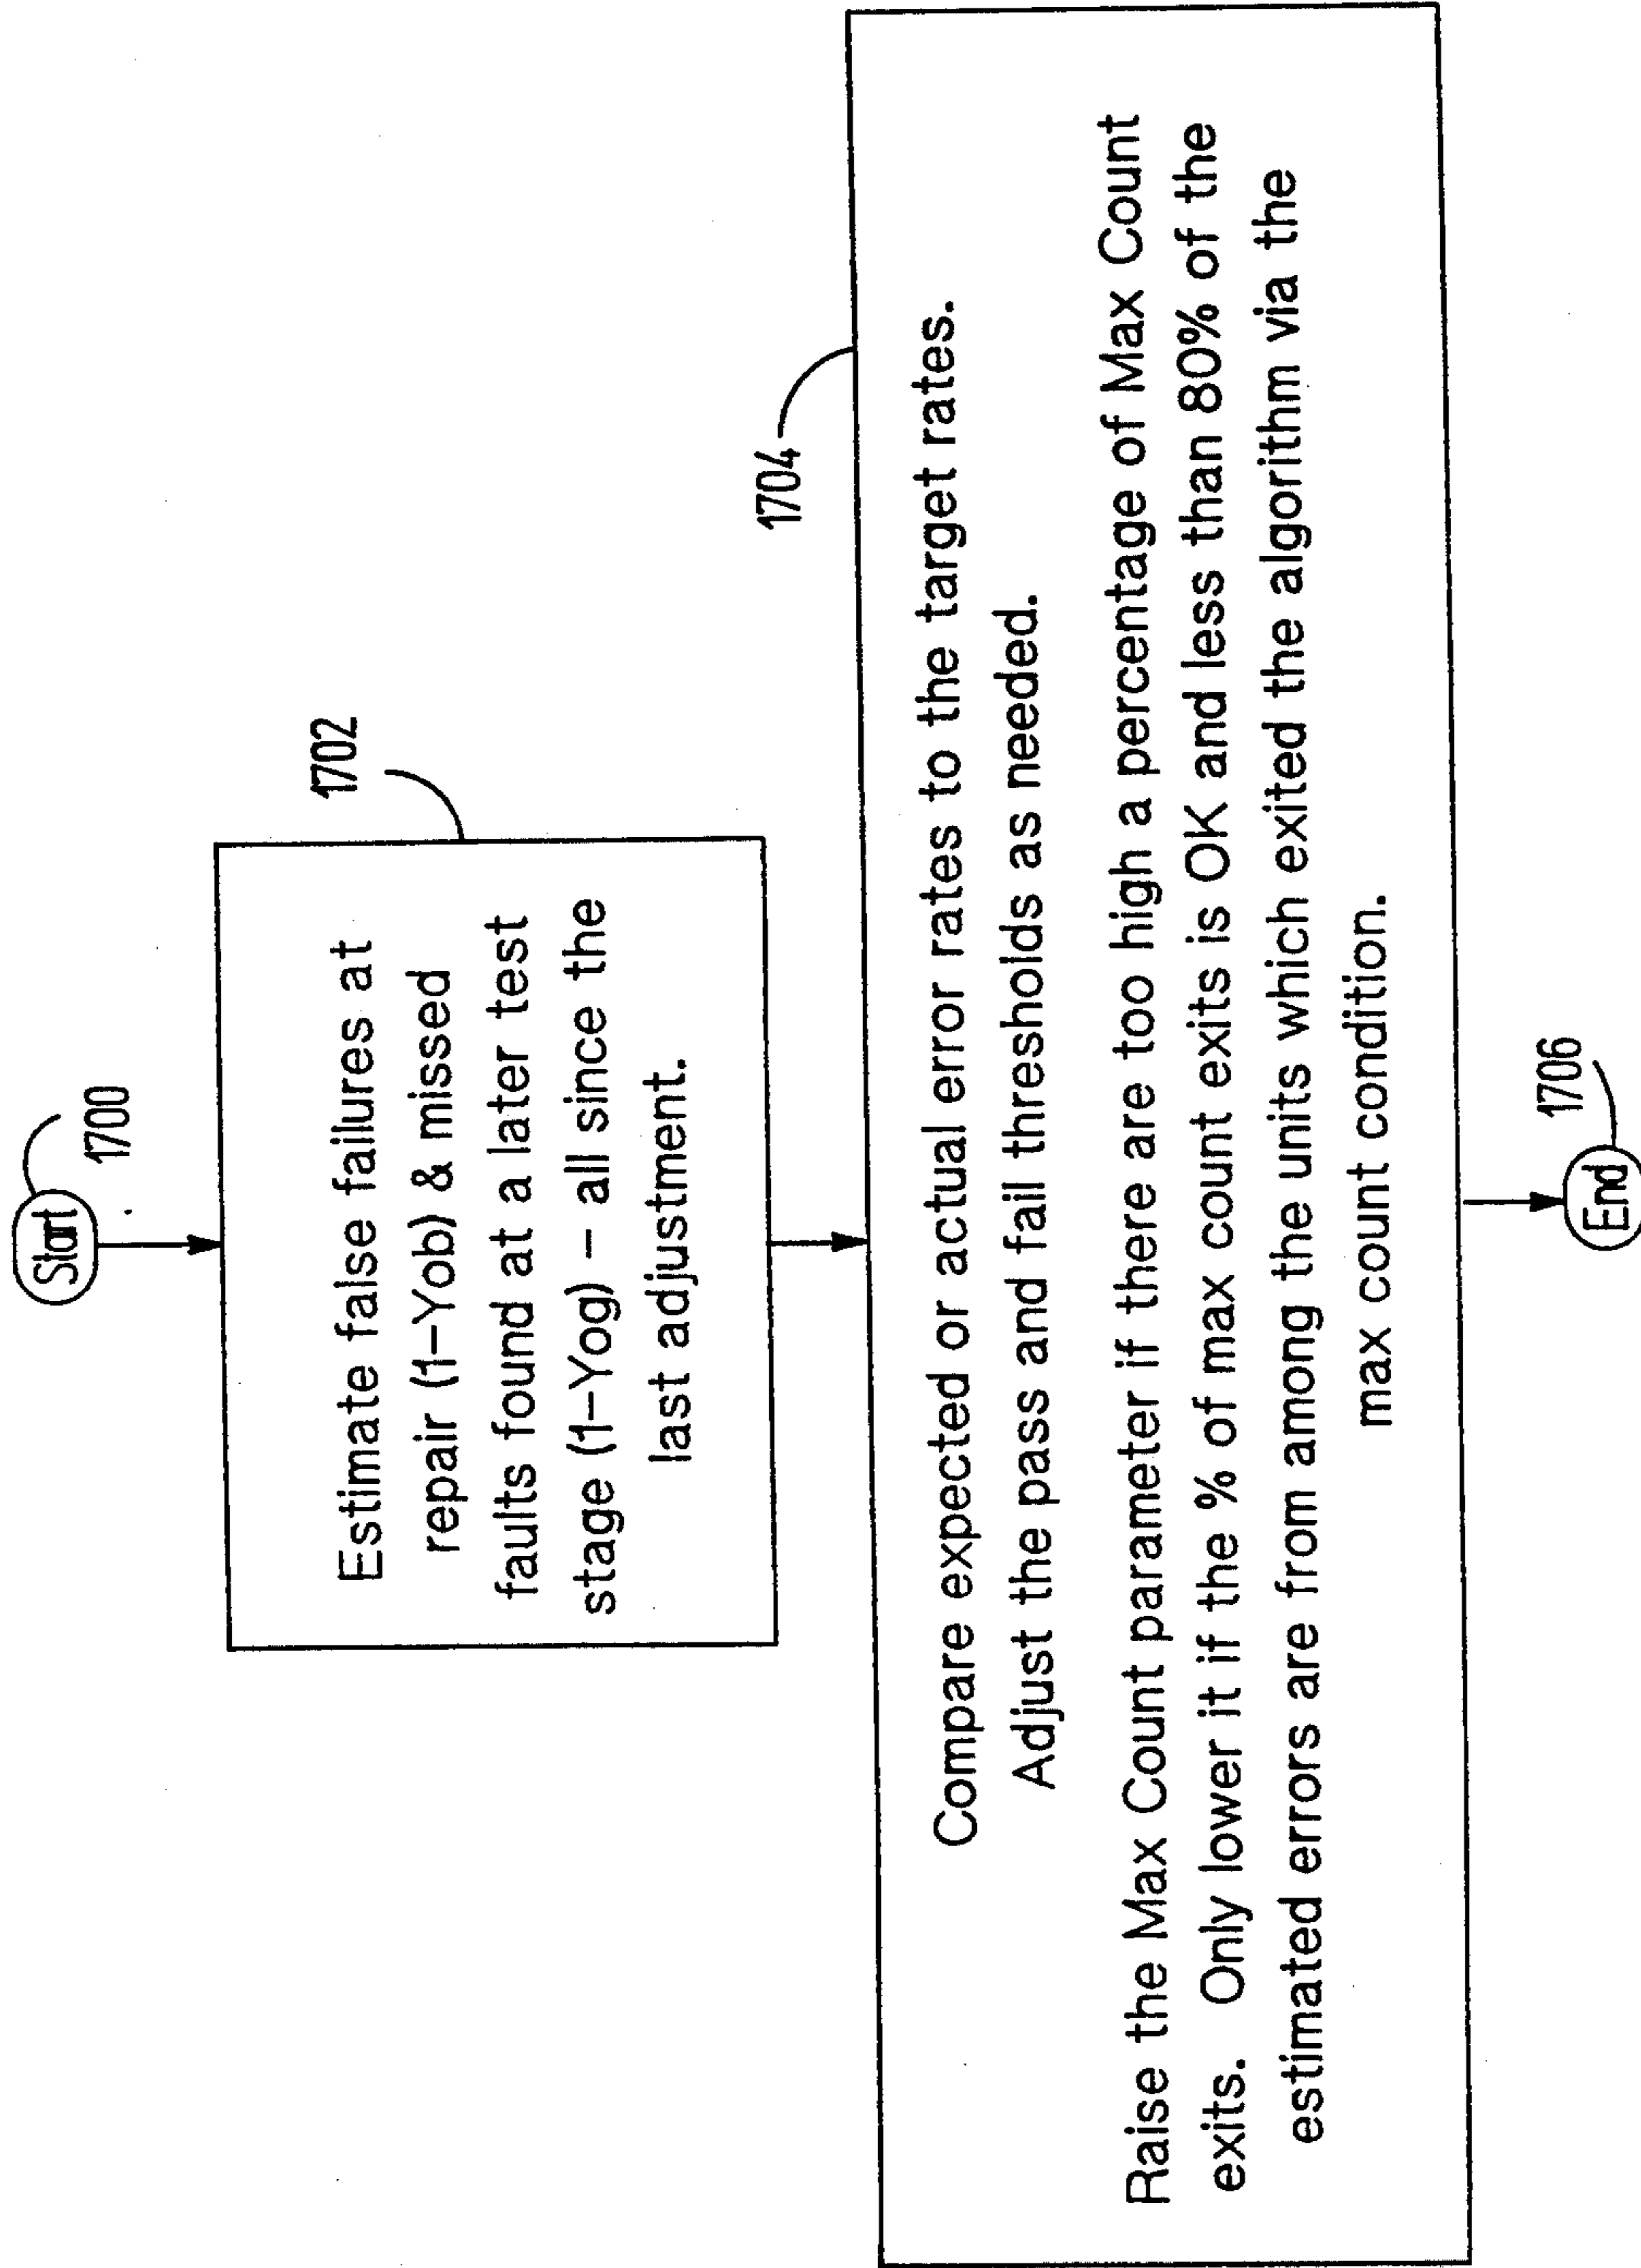 Start
1700
Estimate false failures at
repair (1-Yob) & missed
faults found at a later test
stage (1-Yog) - all since the
last adjustment.
1702
Compare expected or actual error rates to the target rates.
Adjust the pass and fail thresholds as needed.
Raise the Max Count parameter if there are too high a percentage of Max Count
exits. Only lower it if the % of max count exits is OK and less than 80% of the
estimated errors are from among the units which exited the algorithm via the
max count condition.
1704
End
1706